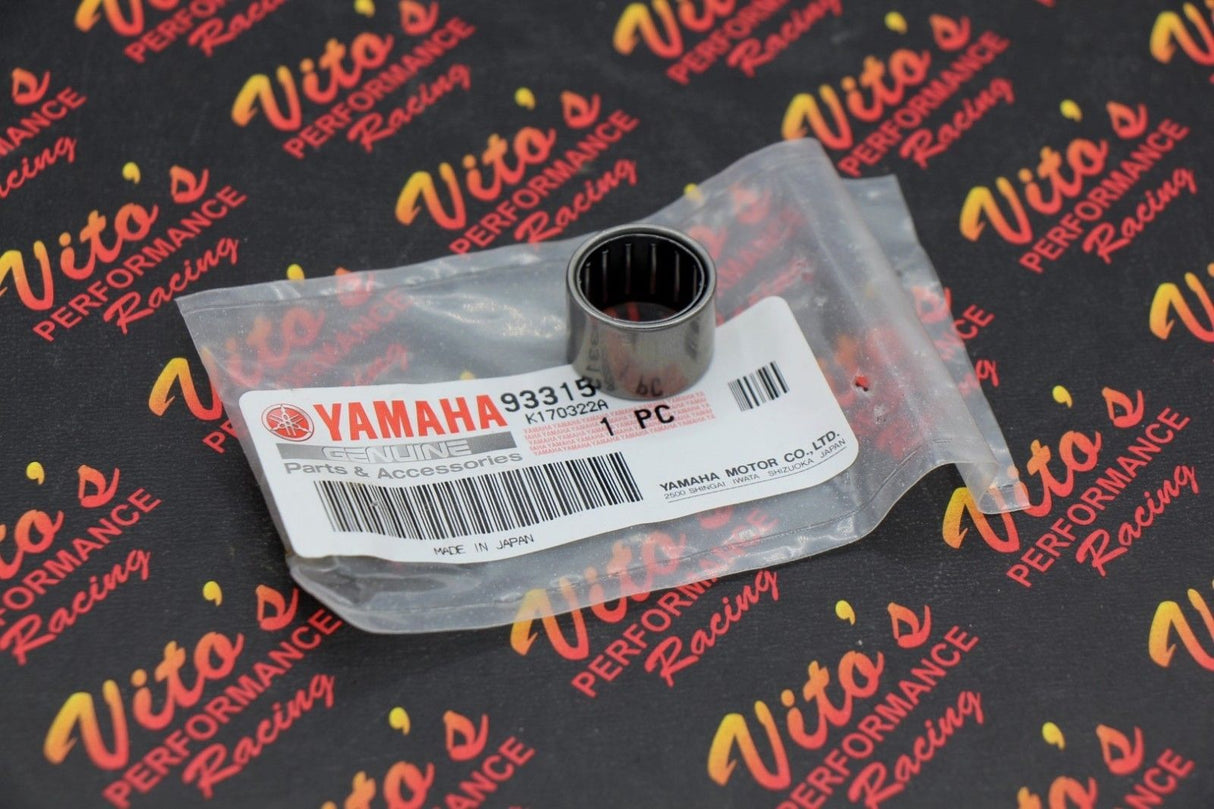 Vito's
PERFORMANCE
Racing
YAMAHA
GENUINE
Parts & Accessories
93315
K170322A
1 PC
YAMAHA MOTOR CO., LTD.
2500 SHINGAI IWATA SHIZUOKA JAPAN
MADE IN JAPAN